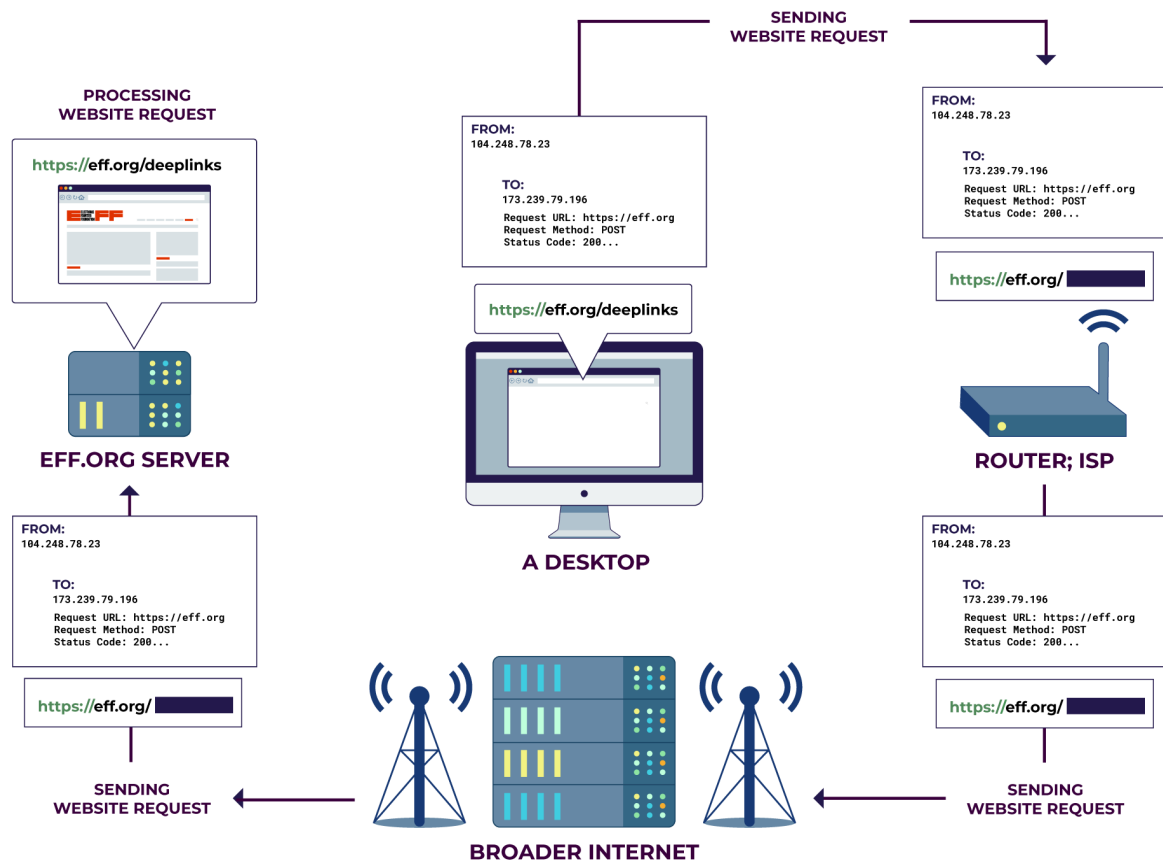 SENDING
WEBSITE REQUEST
PROCESSING
WEBSITE REQUEST
https://eff.org/deeplinks
EFF
EFF.ORG SERVER
FROM:
104.248.78.23
TO:
173.239.79.196
Request URL: https://eff.org
Request Method: POST
Status Code: 200...
https://eff.org/deeplinks
A DESKTOP
FROM:
104.248.78.23
TO:
173.239.79.196
Request URL: https://eff.org
Request Method: POST
Status Code: 200...
https://eff.org/
ROUTER; ISP
FROM:
104.248.78.23
TO:
173.239.79.196
Request URL: https://eff.org
Request Method: POST
Status Code: 200...
https://eff.org/
SENDING
WEBSITE REQUEST
BROADER INTERNET
FROM:
104.248.78.23
TO:
173.239.79.196
Request URL: https://eff.org
Request Method: POST
Status Code: 200...
https://eff.org/
SENDING
WEBSITE REQUEST